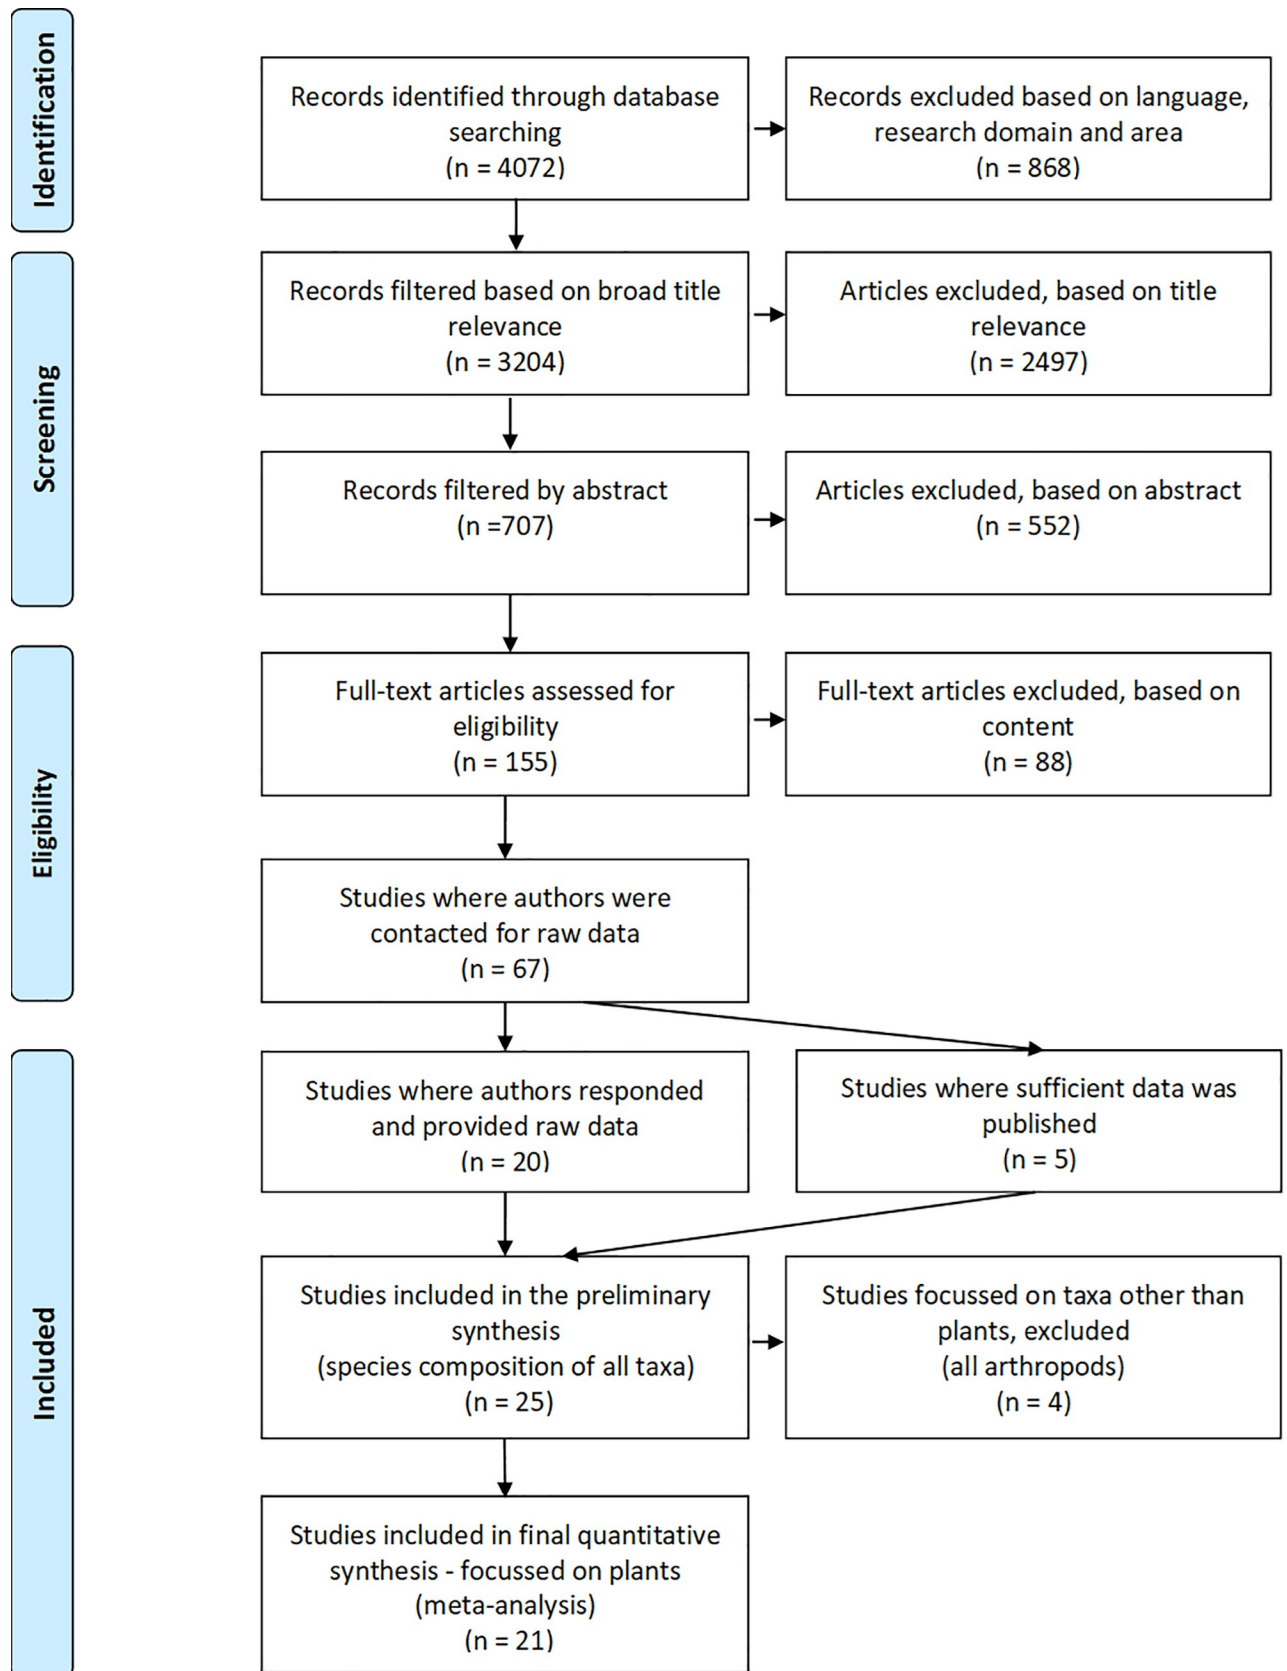 Identification
Records identified through database
searching
(n = 4072)
Records excluded based on language,
research domain and area
(n = 868)
Screening
Records filtered based on broad title
relevance
(n = 3204)
Articles excluded, based on title
relevance
(n = 2497)
Records filtered by abstract
(n =707)
Articles excluded, based on abstract
(n = 552)
Eligibility
Full-text articles assessed for
eligibility
(n = 155)
Full-text articles excluded, based on
content
(n = 88)
Studies where authors were
contacted for raw data
(n = 67)
Included
Studies where authors responded
and provided raw data
(n = 20)
Studies where sufficient data was
published
(n = 5)
Studies included in the preliminary
synthesis
(species composition of all taxa)
(n = 25)
Studies focussed on taxa other than
plants, excluded
(all arthropods)
(n = 4)
Studies included in final quantitative
synthesis - focussed on plants
(meta-analysis)
(n = 21)